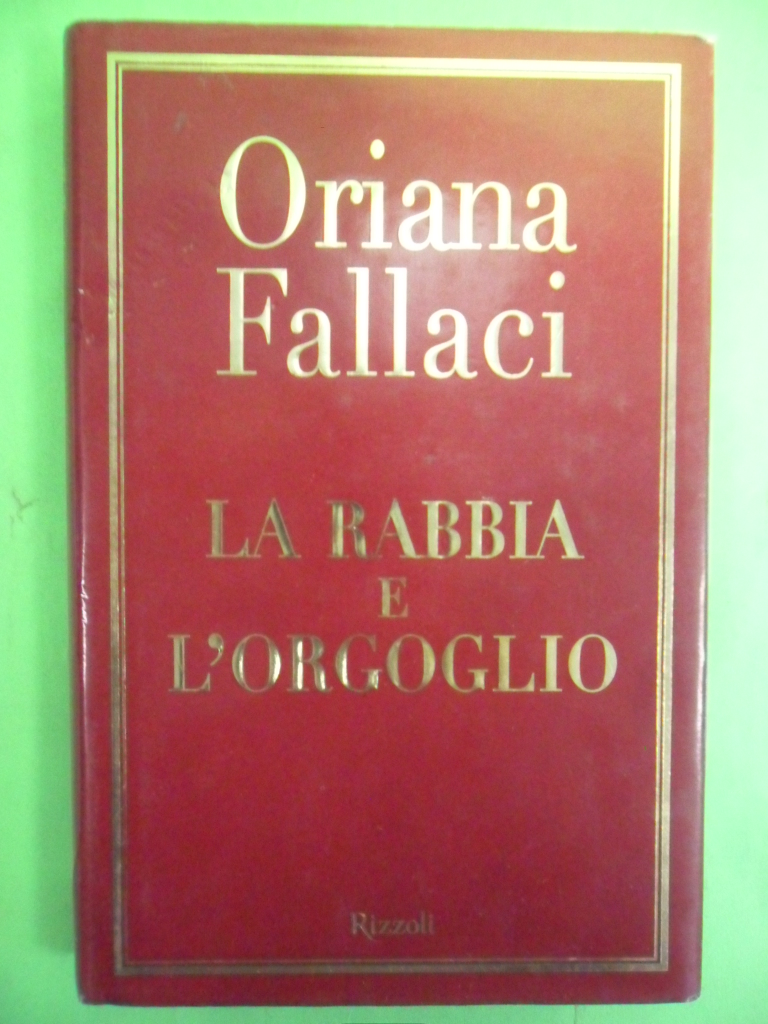 Oriana
Fallaci
LA RABBIA
E
L'ORGOGLIO
Rizzoli